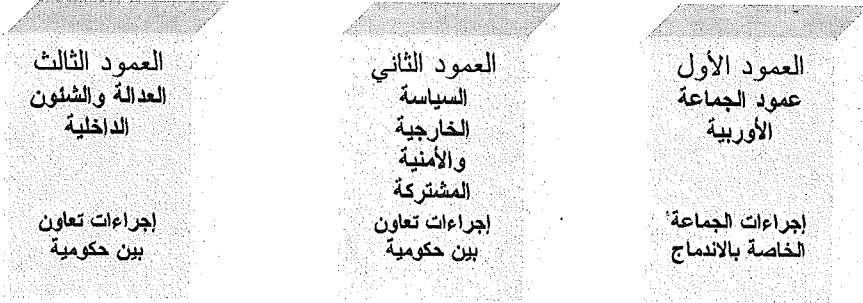 العمود الأول
عمود الجماعة
الأوربية
إجراءات الجماعة
الخاصة بالاندماج
العمود الثاني
السياسة
الخارجية
والأمنية
المشتركة
إجراءات تعاون
بين حكومية
العمود الثالث
العدالة والشئون
الداخلية
إجراءات تعاون
بين حكومية